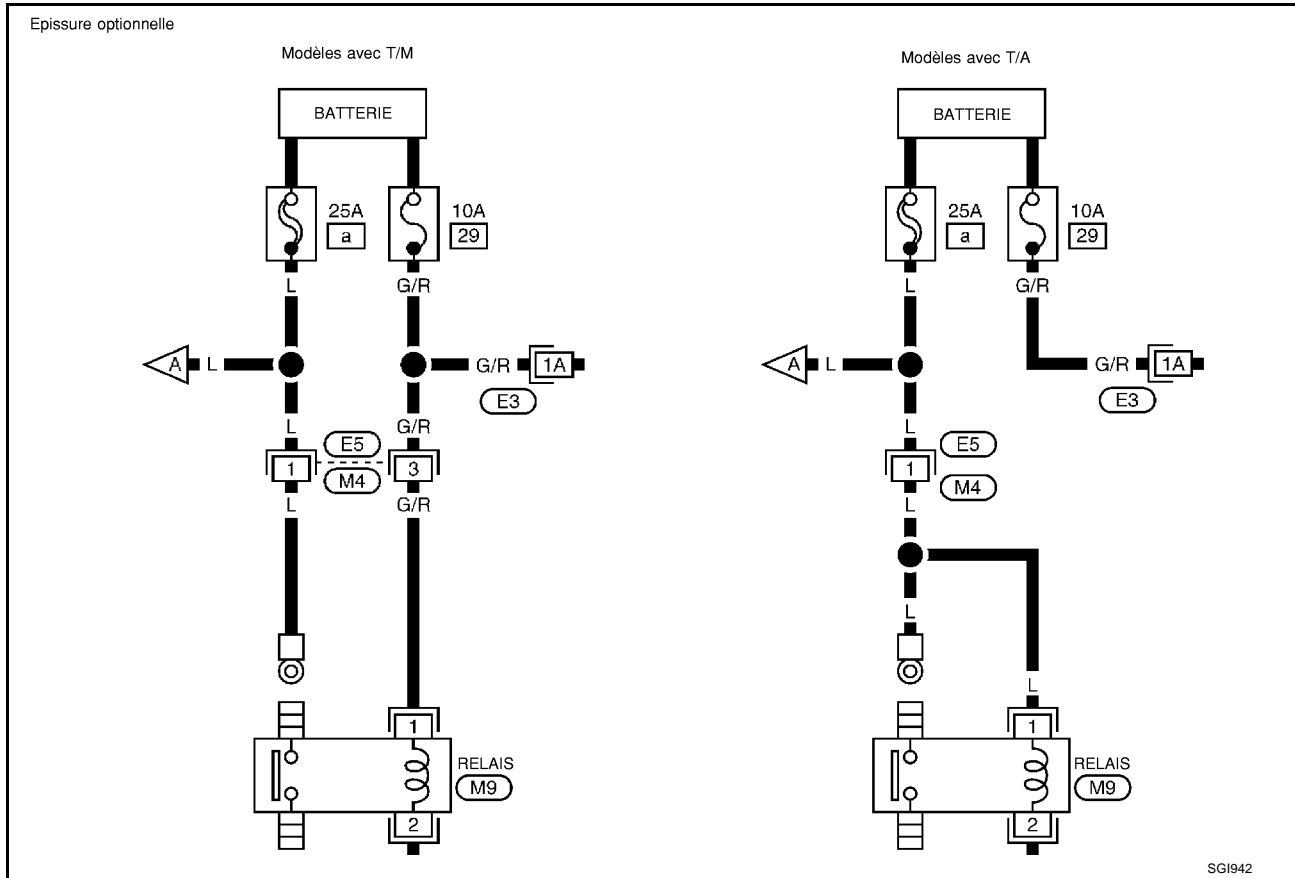 Epissure optionnelle
Modèles avec T/M
BATTERIE
25A
a
10A
29
L
G/R
A
L
G/R
1A
E3
L
G/R
E5
1
3
M4
L
G/R
1
RELAIS
M9
2
Modèles avec T/A
BATTERIE
25A
a
10A
29
L
G/R
A
L
G/R
1A
E3
L
E5
1
M4
L
L
L
1
RELAIS
M9
2
SGI942